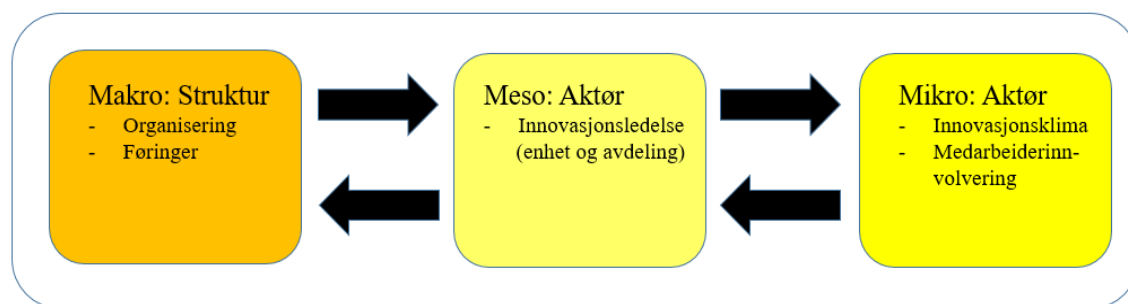 Makro: Struktur
- Organisering
- Føringer
Meso: Aktør
- Innovasjonsledelse
(enhet og avdeling)
Mikro: Aktør
- Innovasjonsklima
- Medarbeiderinn-
volvering